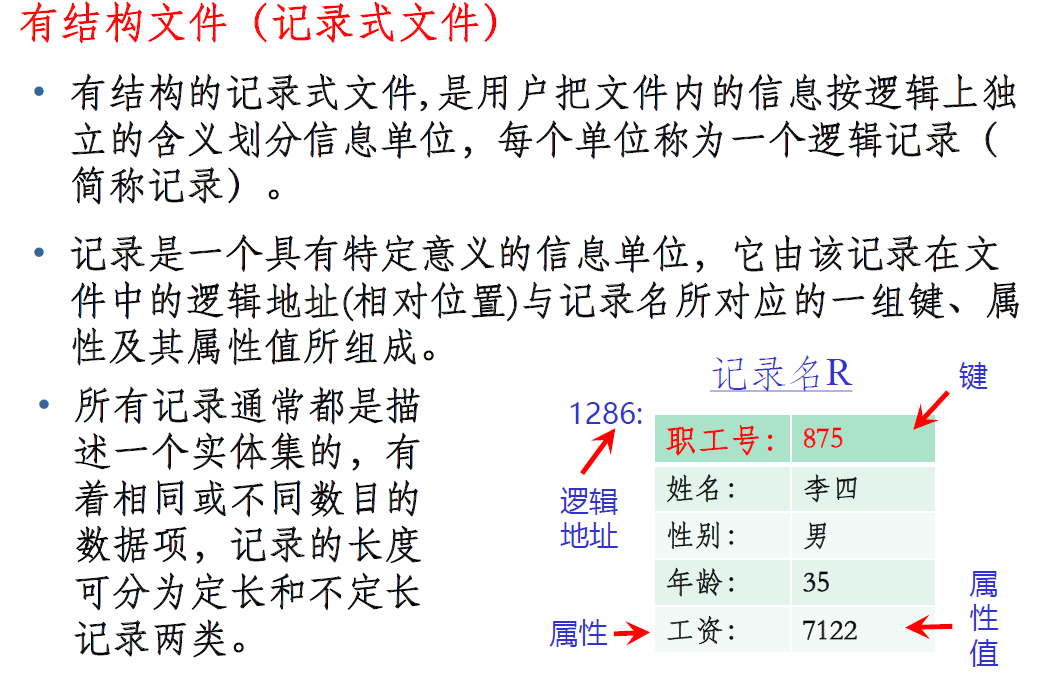 有结构文件（记录式文件）
• 有结构的记录式文件,是用户把文件内的信息按逻辑上独
立的含义划分信息单位，每个单位称为一个逻辑记录（
简称记录）。
• 记录是一个具有特定意义的信息单位，它由该记录在文
件中的逻辑地址(相对位置)与记录名所对应的一组键、属
性及其属性值所组成。
• 所有记录通常都是描
述一个实体集的，有
着相同或不同数目的
数据项，记录的长度
可分为定长和不定长
记录两类。
记录名R
键
1286:
职工号： 875
姓名： 李四
逻辑
地址
性别： 男
年龄： 35
属性
工资： 7122
属
性
值